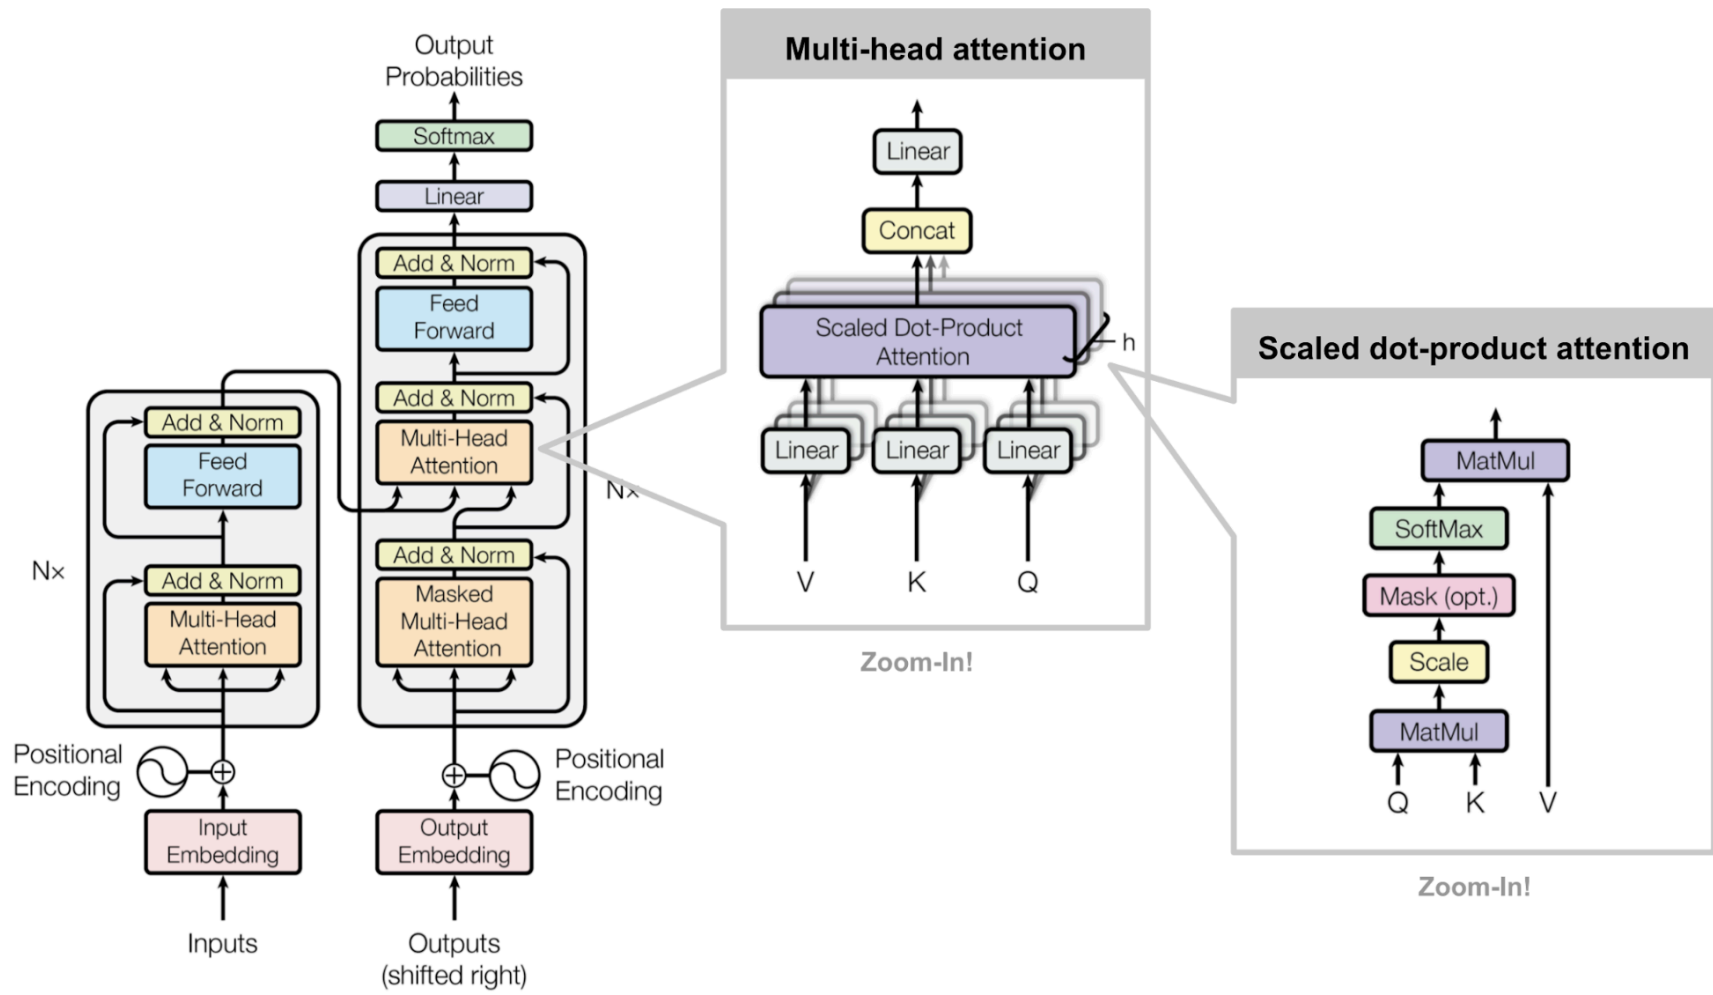 Output
Probabilities
Softmax
Linear
Add & Norm
Feed
Forward
Add & Norm
Multi-Head
Attention
N×
Add & Norm
Masked
Multi-Head
Attention
Positional
Encoding
Output
Embedding
Outputs
(shifted right)
Add & Norm
Feed
Forward
N×
Add & Norm
Multi-Head
Attention
Positional
Encoding
Input
Embedding
Inputs
Multi-head attention
Linear
Concat
Scaled Dot-Product
Attention
h
Linear
Linear
Linear
V
K
Q
Zoom-In!
Scaled dot-product attention
MatMul
SoftMax
Mask (opt.)
Scale
MatMul
Q
K
V
Zoom-In!